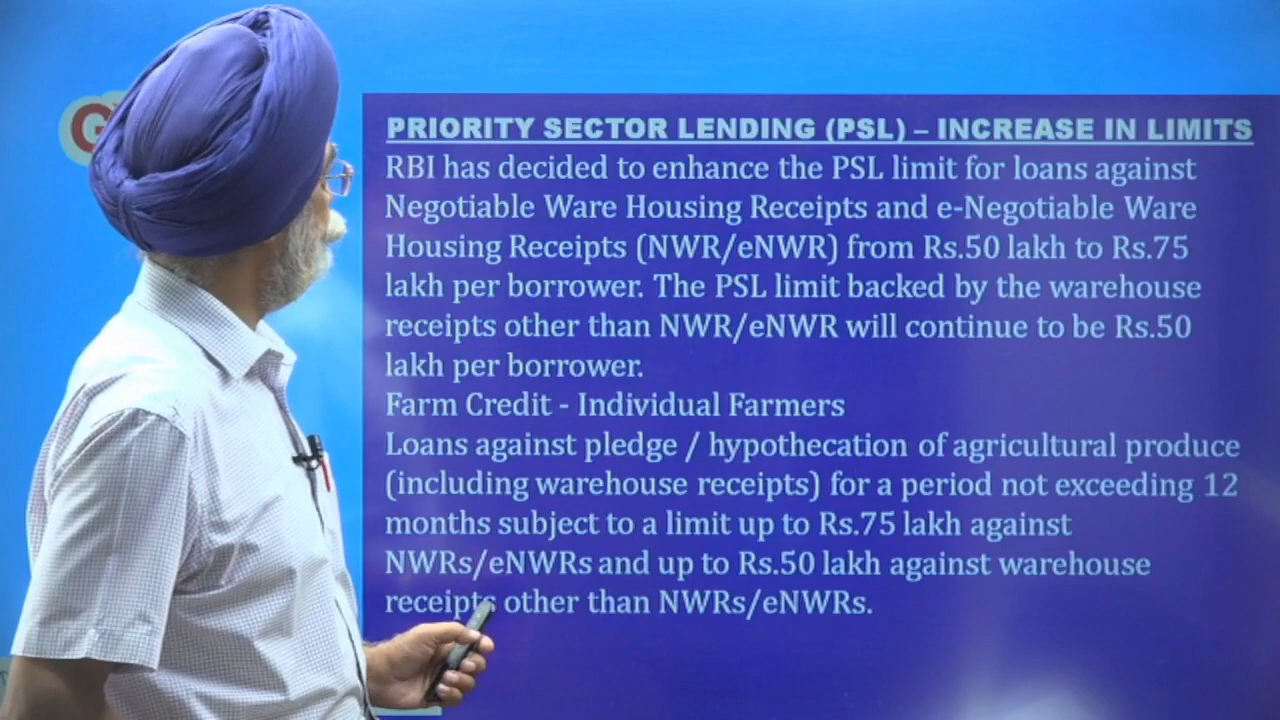 G
PRIORITY SECTOR LENDING (PSL) – INCREASE IN LIMITS
RBI has decided to enhance the PSL limit for loans against
Negotiable Ware Housing Receipts and e-Negotiable Ware
Housing Receipts (NWR/eNWR) from Rs.50 lakh to Rs.75
lakh per borrower. The PSL limit backed by the warehouse
receipts other than NWR/eNWR will continue to be Rs.50
lakh per borrower.
Farm Credit - Individual Farmers
Loans against pledge / hypothecation of agricultural produce
(including warehouse receipts) for a period not exceeding 12
months subject to a limit up to Rs.75 lakh against
NWRs/eNWRs and up to Rs.50 lakh against warehouse
receipts other than NWRs/eNWRs.